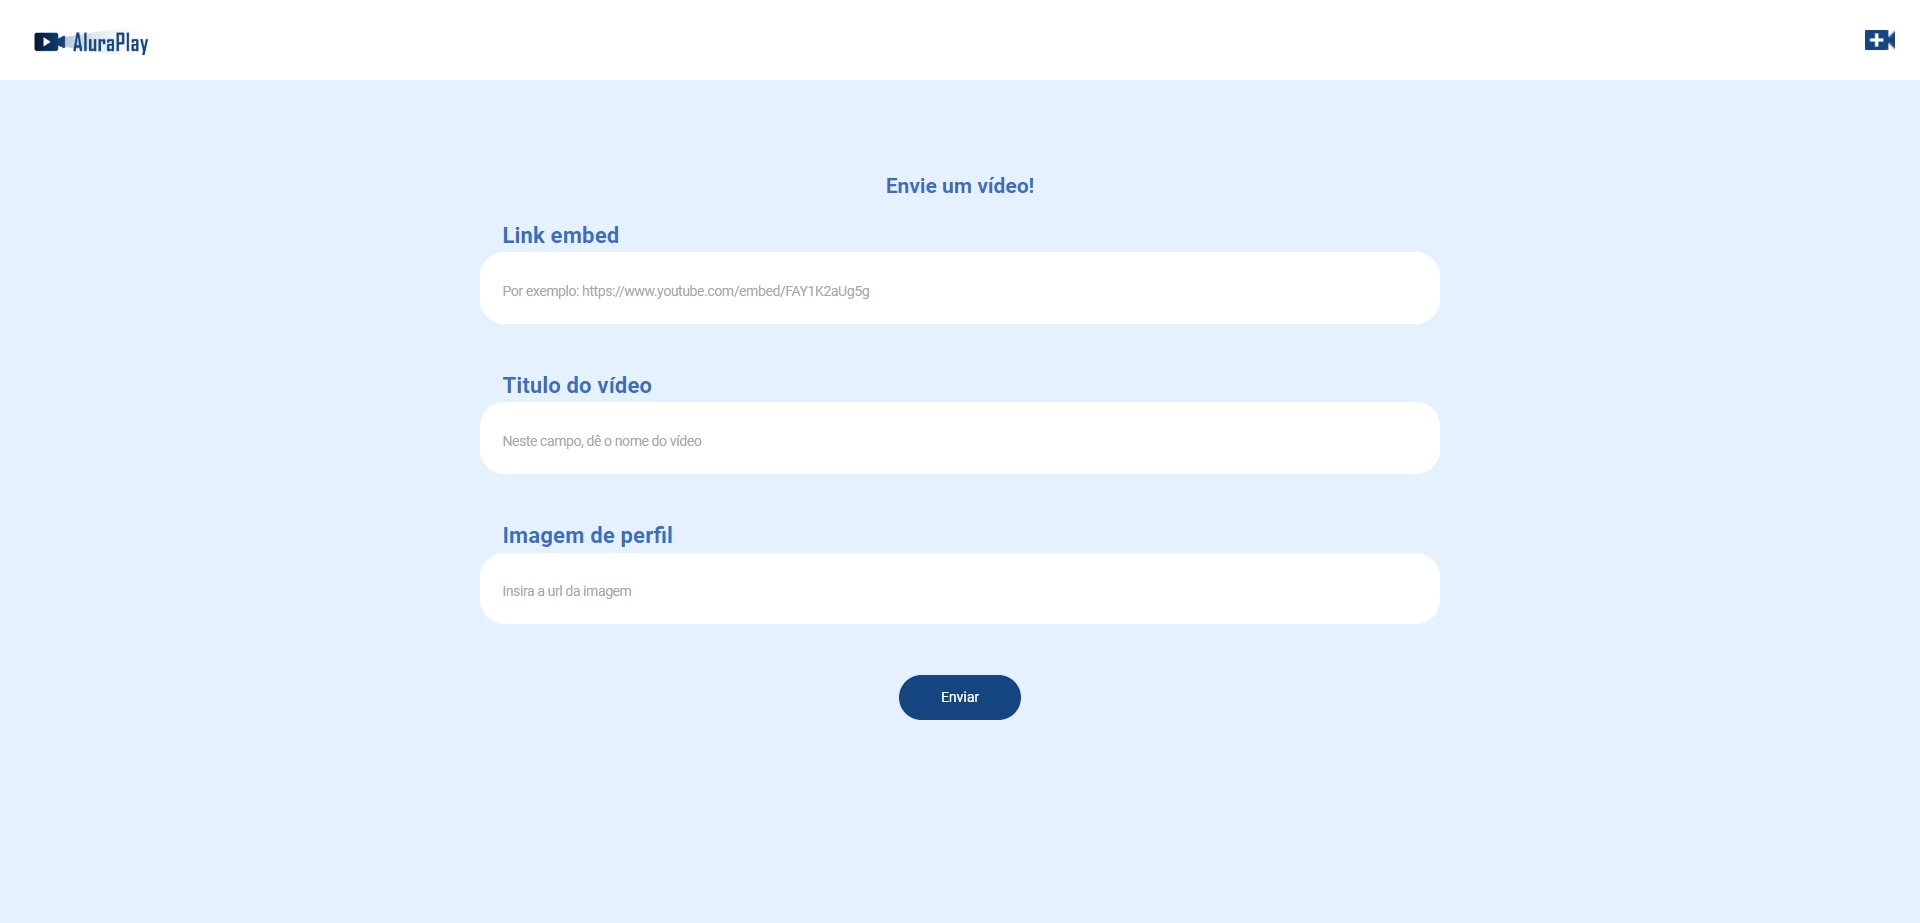 AluraPlay
Envie um vídeo!
Link embed
Por exemplo: https://www.youtube.com/embed/FAY1K2aUg5g
Titulo do vídeo
Neste campo, dê o nome do vídeo
Imagem de perfil
Insira a url da imagem
Enviar